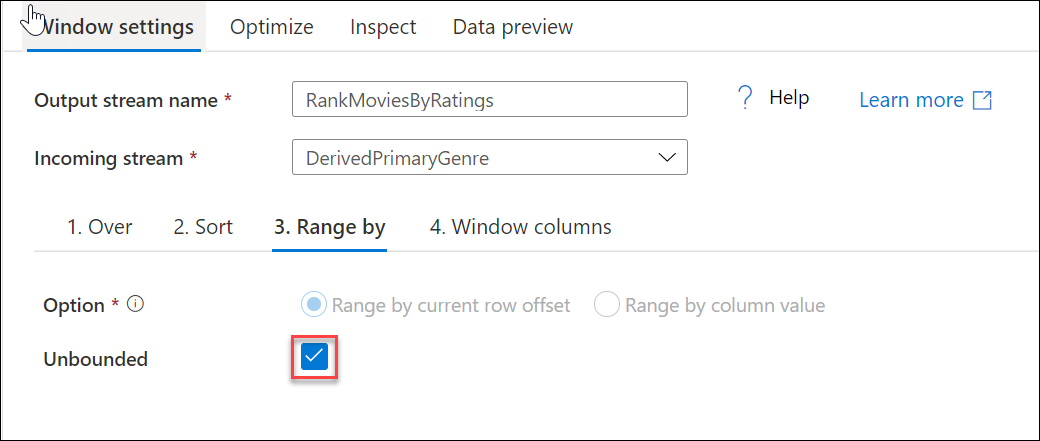 Window settings Optimize Inspect Data preview
Output stream name * RankMoviesByRatings ? Help Learn more
Incoming stream * DerivedPrimaryGenre
1. Over 2. Sort 3. Range by 4. Window columns
Option * Range by current row offset Range by column value
Unbounded